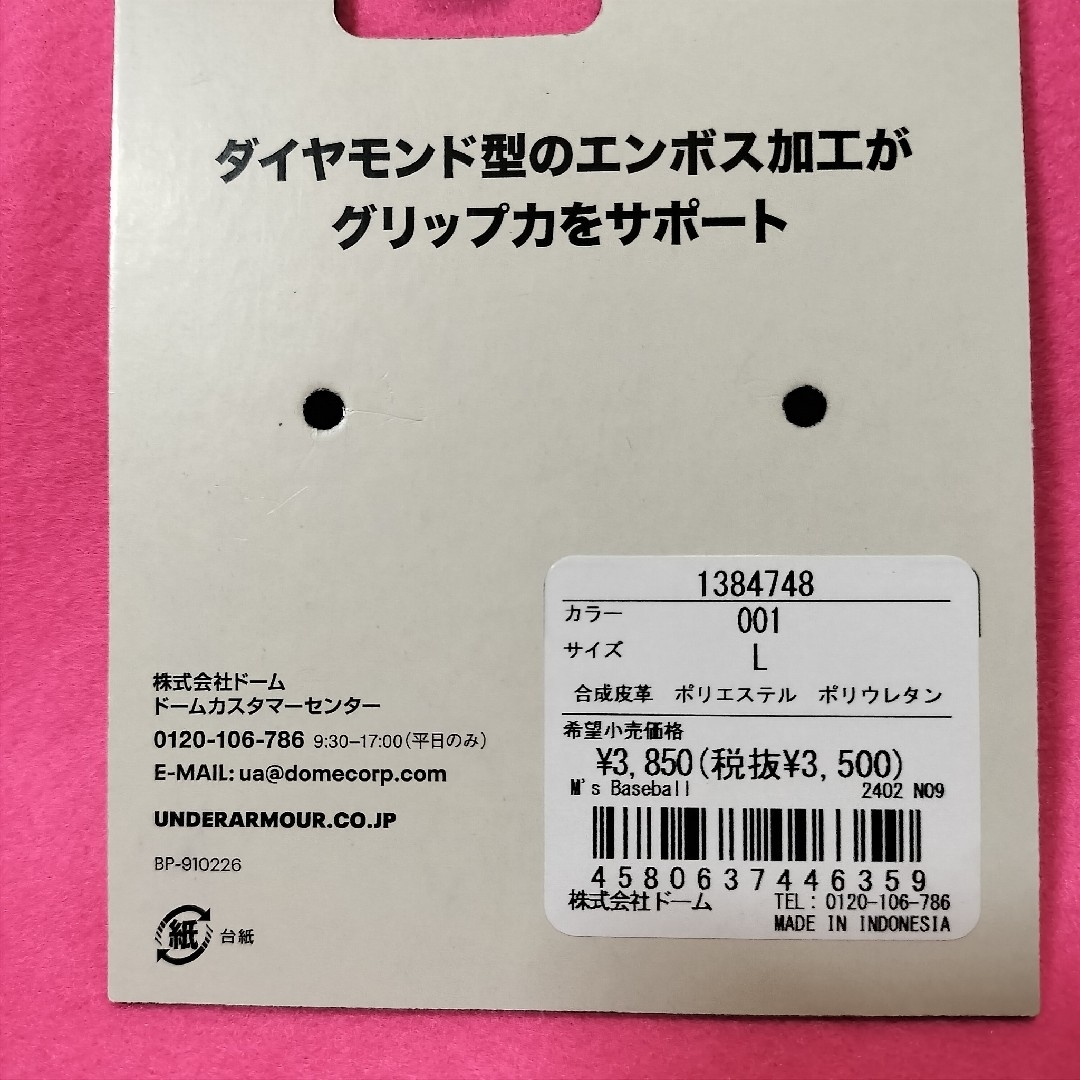 ダイヤモンド型のエンボス加工が
グリップ力をサポート
株式会社ドーム
ドームカスタマーセンター
0120-106-786 9:30–17:00(平日のみ)
E-MAIL: ua@domecorp.com
UNDERARMOUR.CO.JP
BP-910226
紙 台紙
1384748
カラー 001
サイズ L
合成皮革 ポリエステル ポリウレタン
希望小売価格
¥3,850(税抜¥3,500)
M's Baseball 2402 N09
4580637446359
株式会社ドーム TEL: 0120-106-786
MADE IN INDONESIA